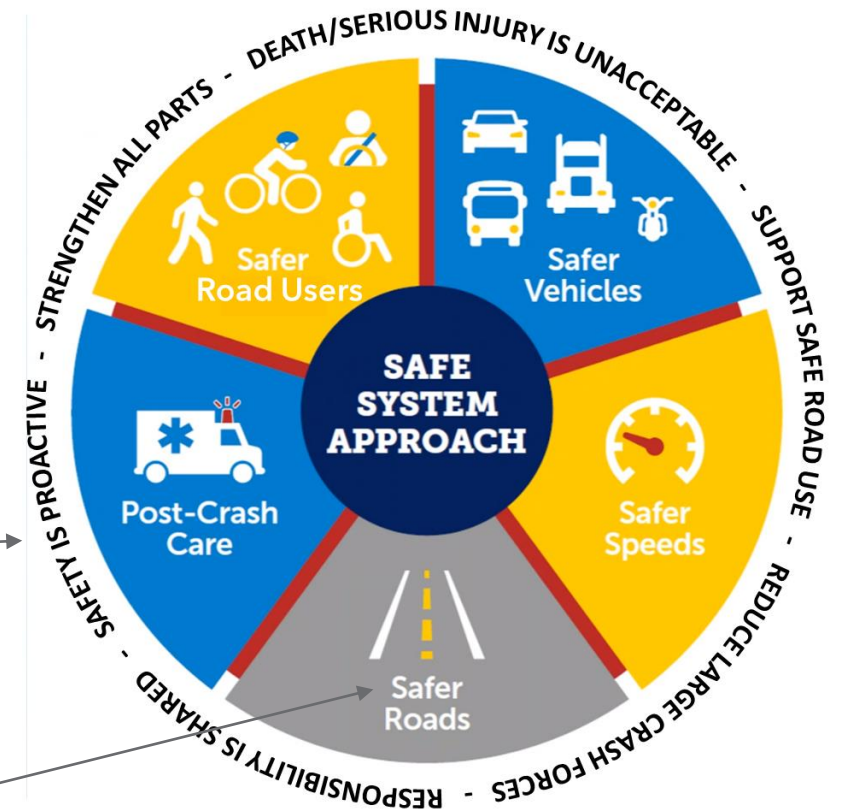 DEATH/SERIOUS INJURY IS UNACCEPTABLE - SUPPORT SAFE ROAD USE - REDUCE LARGE CRASH FORCES - RESPONSIBILITY IS SHARED - SAFETY IS PROACTIVE - STRENGTHEN ALL PARTS -
Safer
Road Users
Safer
Vehicles
SAFE
SYSTEM
APPROACH
Post-Crash
Care
Safer
Speeds
Safer
Roads